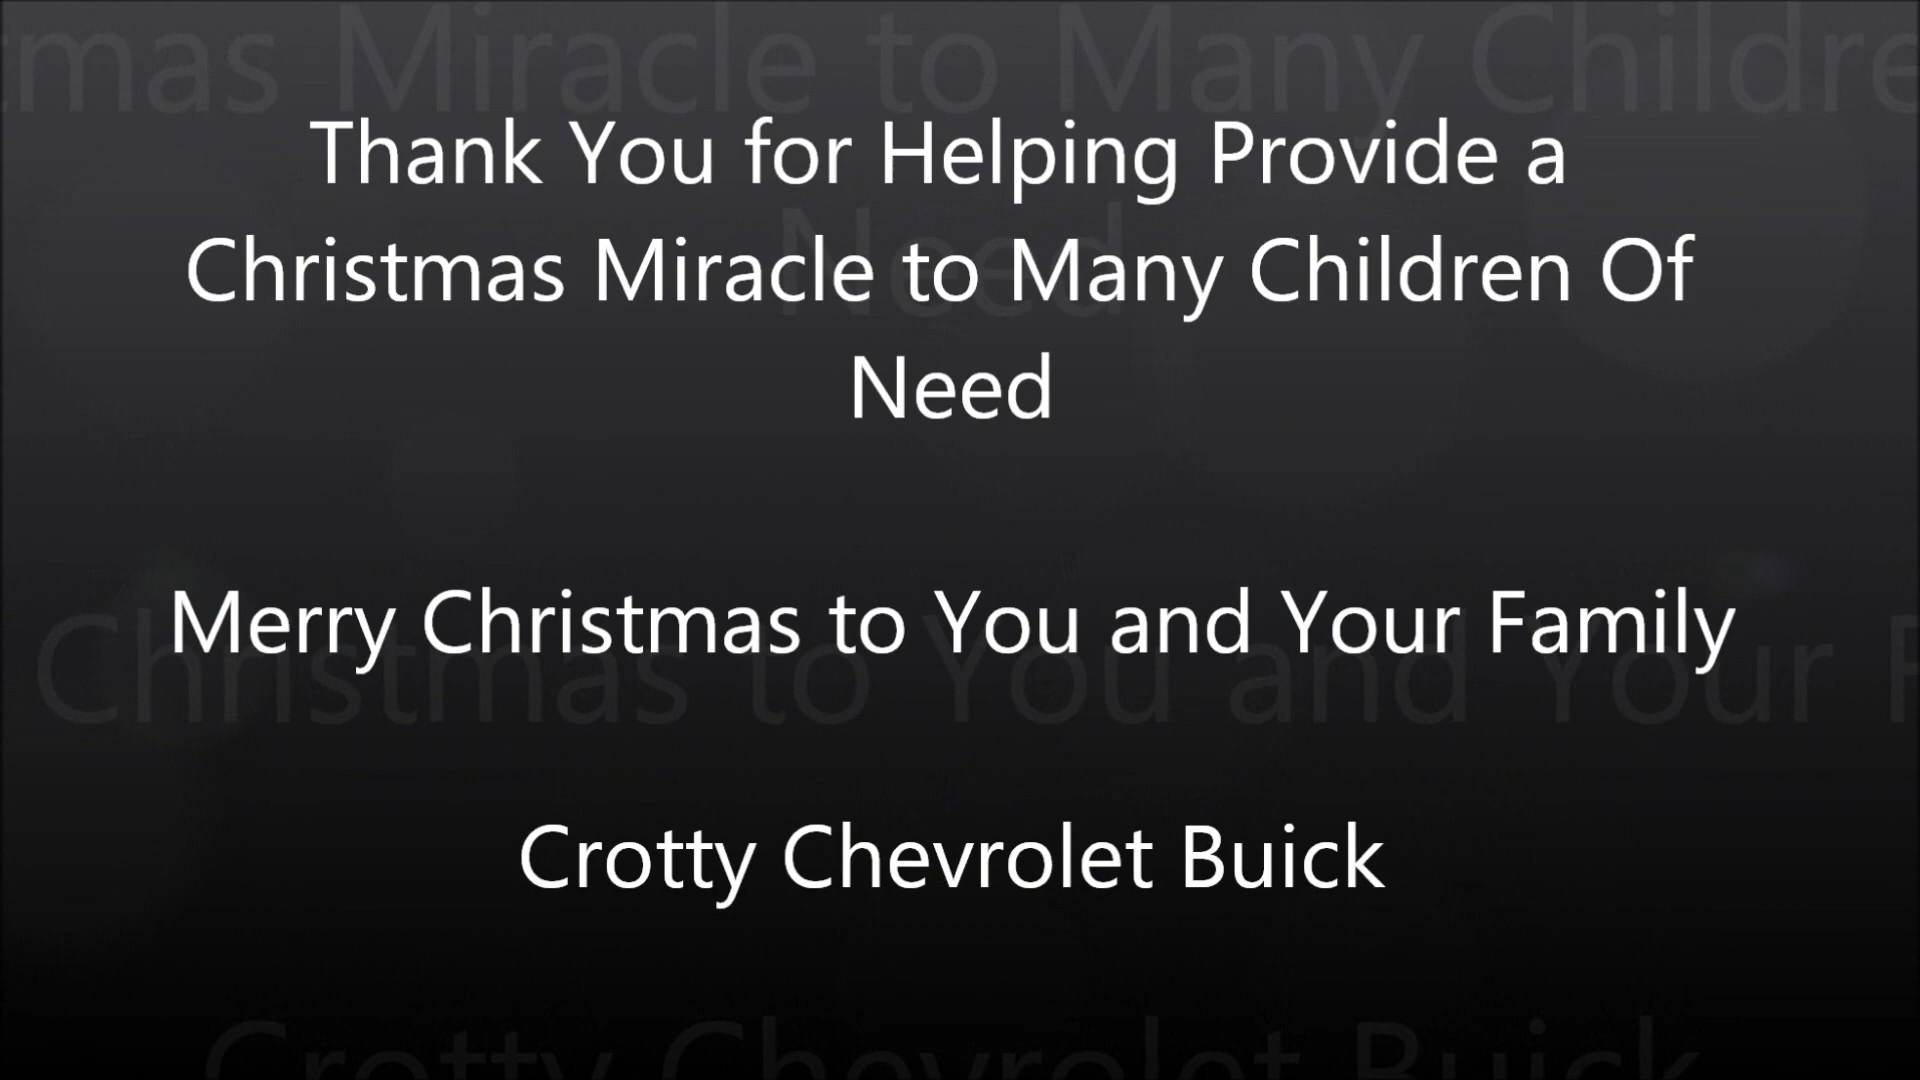 Thank You for Helping Provide a
Christmas Miracle to Many Children Of
Need
Merry Christmas to You and Your Family
Crotty Chevrolet Buick